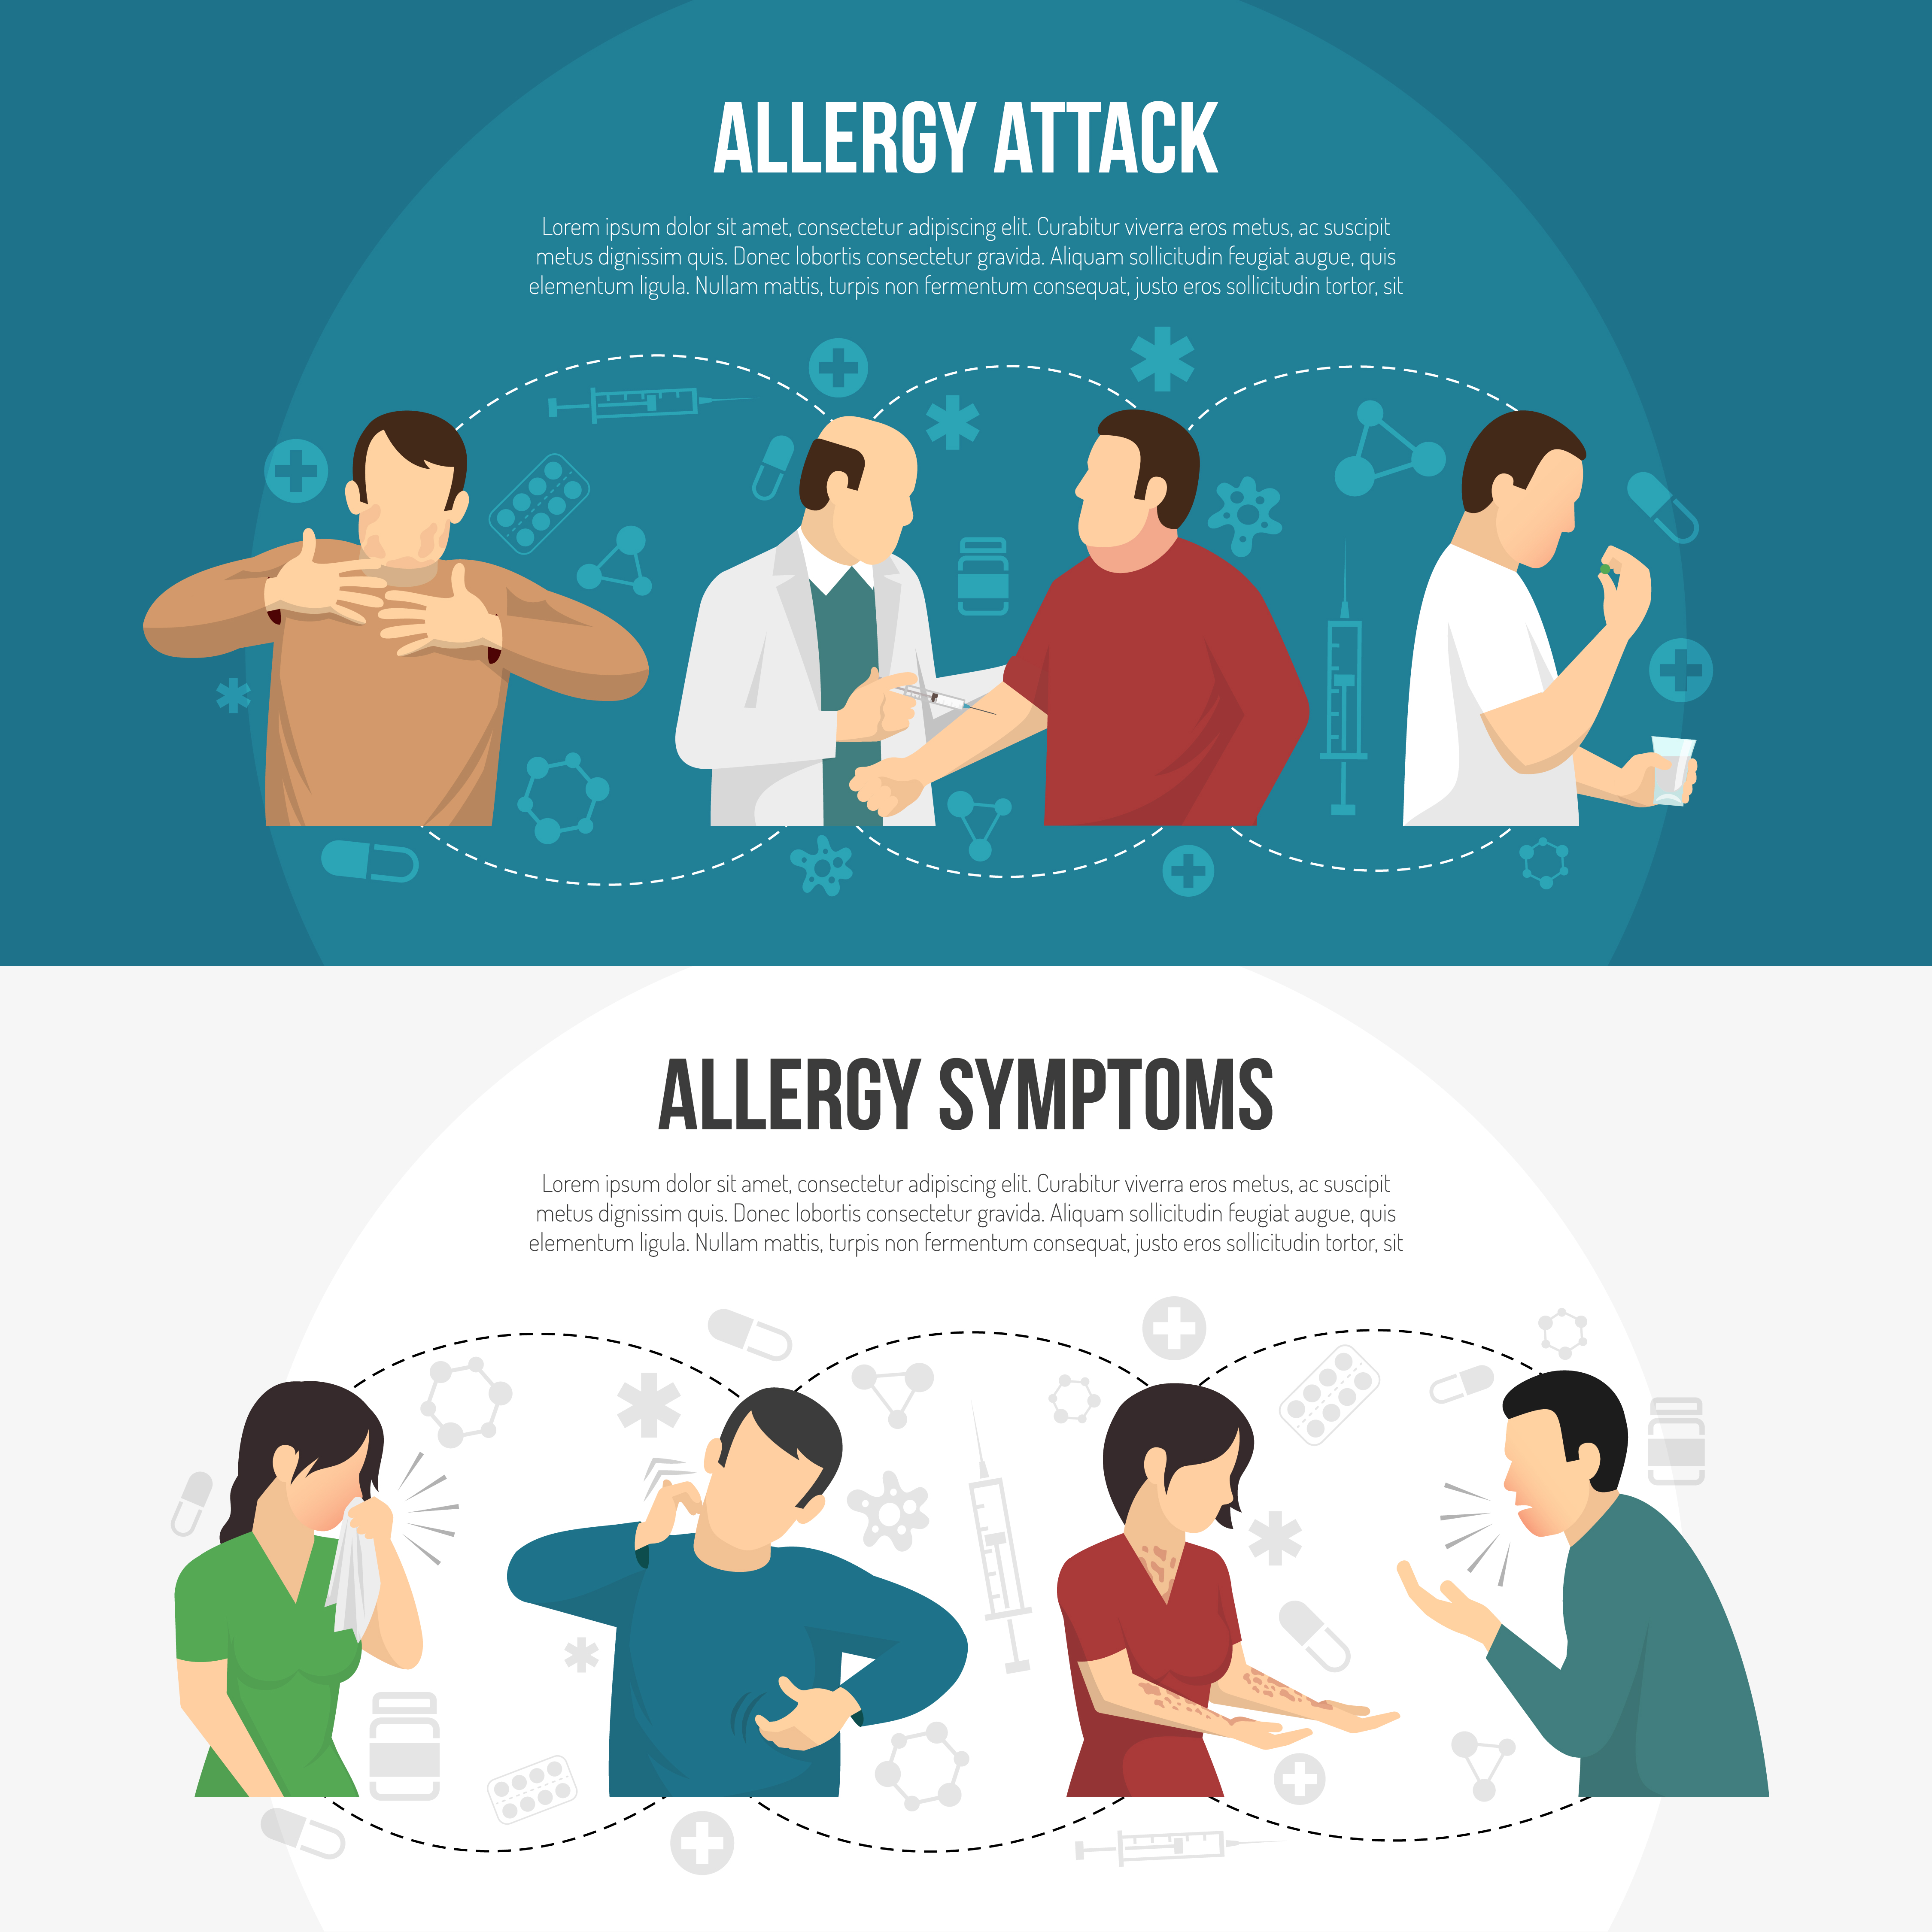 ALLERGY ATTACK
Lorem ipsum dolor sit amet, consectetur adipiscing elit. Curabitur viverra eros metus, ac suscipit
metus dignissim quis. Donec lobortis consectetur gravida. Aliquam sollicitudin feugiat augue, quis
elementum ligula. Nullam mattis, turpis non fermentum consequat, justo eros sollicitudin tortor, sit
ALLERGY SYMPTOMS
Lorem ipsum dolor sit amet, consectetur adipiscing elit. Curabitur viverra eros metus, ac suscipit
metus dignissim quis. Donec lobortis consectetur gravida. Aliquam sollicitudin feugiat augue, quis
elementum ligula. Nullam mattis, turpis non fermentum consequat, justo eros sollicitudin tortor, sit